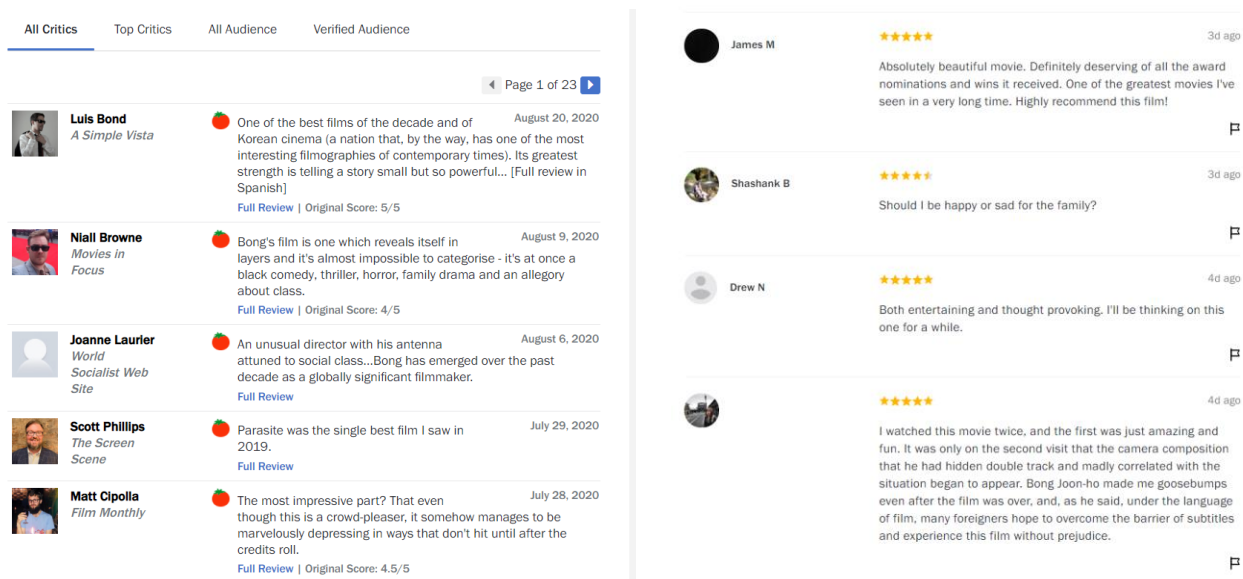 All Critics Top Critics All Audience Verified Audience
Page 1 of 23
Luis Bond
A Simple Vista
August 20, 2020
One of the best films of the decade and of
Korean cinema (a nation that, by the way, has one of the most
interesting filmographies of contemporary times). Its greatest
strength is telling a story small but so powerful... [Full review in
Spanish]
Full Review | Original Score: 5/5
Niall Browne
Movies in
Focus
August 9, 2020
Bong's film is one which reveals itself in
layers and it's almost impossible to categorise - it's at once a
black comedy, thriller, horror, family drama and an allegory
about class.
Full Review | Original Score: 4/5
Joanne Laurier
World
Socialist Web
Site
August 6, 2020
An unusual director with his antenna
attuned to social class...Bong has emerged over the past
decade as a globally significant filmmaker.
Full Review
Scott Phillips
The Screen
Scene
July 29, 2020
Parasite was the single best film I saw in
2019.
Full Review
Matt Cipolla
Film Monthly
July 28, 2020
The most impressive part? That even
though this is a crowd-pleaser, it somehow manages to be
marvelously depressing in ways that don't hit until after the
credits roll.
Full Review | Original Score: 4.5/5
James M
3d ago
Absolutely beautiful movie. Definitely deserving of all the award
nominations and wins it received. One of the greatest movies I've
seen in a very long time. Highly recommend this film!
Shashank B
3d ago
Should I be happy or sad for the family?
Drew N
4d ago
Both entertaining and thought provoking. I'll be thinking on this
one for a while.
4d ago
I watched this movie twice, and the first was just amazing and
fun. It was only on the second visit that the camera composition
that he had hidden double track and madly correlated with the
situation began to appear. Bong Joon-ho made me goosebumps
even after the film was over, and, as he said, under the language
of film, many foreigners hope to overcome the barrier of subtitles
and experience this film without prejudice.